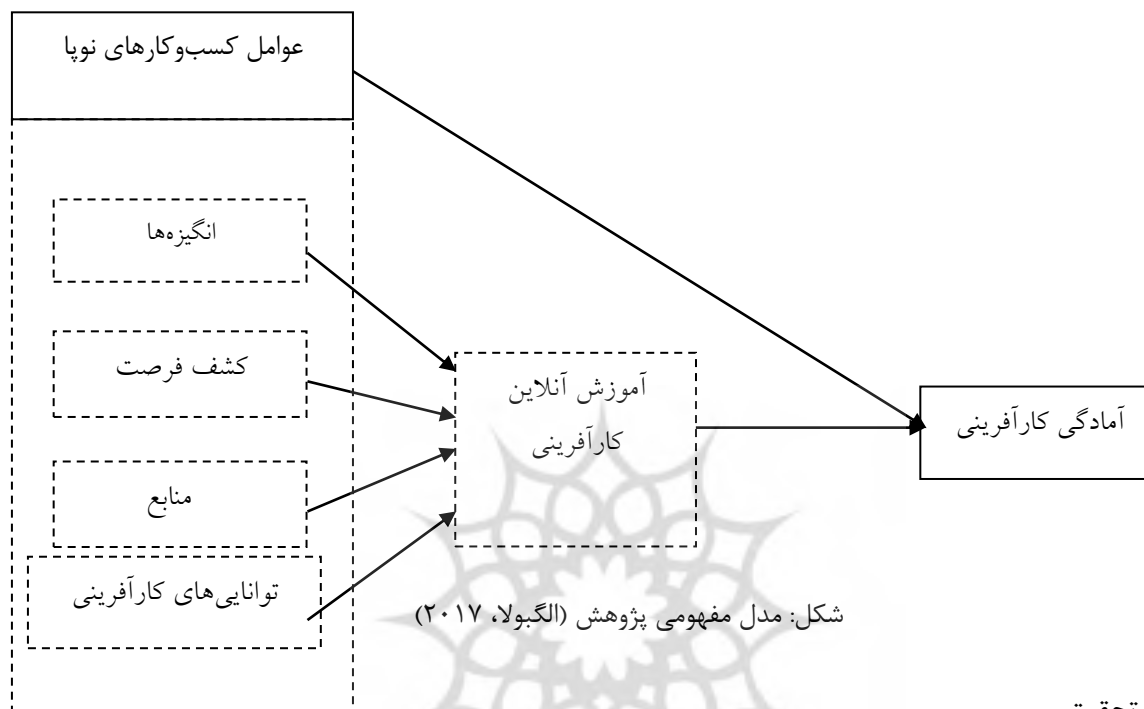 عوامل کسب‌وکارهای نوپا
انگیزه‌ها
کشف فرصت
آموزش آنلاین
کارآفرینی
آمادگی کارآفرینی
منابع
توانایی‌های کارآفرینی
شکل: مدل مفهومی پژوهش (الگبولا، ۲۰۱۷)